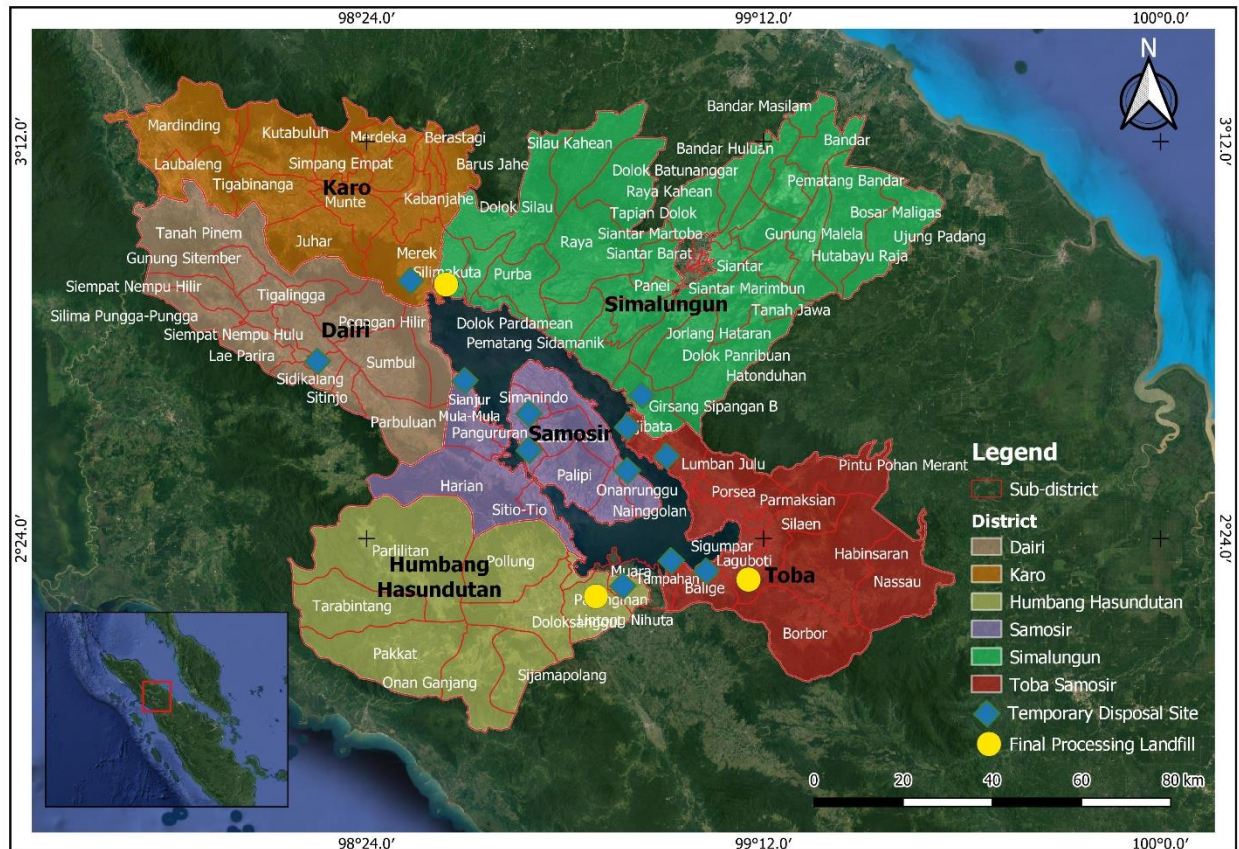 98°24.0′
99°12.0′
100°0.0′
N
3°12.0′
3°12.0′
Bandar Masilam
Mardinding
Kutabuluh
Merdeka
Berastagi
Silau Kahean
Bandar Huluan
Bandar
Laubaleng
Simpang Empat
Barus Jahe
Dolok Batunanggar
Pematang Bandar
Tigabinanga
Karo
Munte
Kabanjahe
Dolok Silau
Raya Kahean
Tapian Dolok
Bosar Maligas
Tanah Pinem
Juhar
Raya
Siantar Martoba
Gunung Malela
Ujung Padang
Gunung Sitember
Merek
Siantar Barat
Hutabayu Raja
Silimakuta
Purba
Siantar
Siempat Nempu Hilir
Tigalingga
Panei
Siantar Marimbun
Simalungun
Tanah Jawa
Silima Pungga-Pungga
Pegagan Hilir
Dolok Pardamean
Siempat Nempu Hulu
Dairi
Pematang Sidamanik
Jorlang Hataran
Lae Parira
Sumbul
Dolok Panribuan
Sidikalang
Sianjur
Mula-Mula
Simanindo
Hatonduhan
Sitinjo
Girsang Sipangan B
Parbuluan
Pangururan
Samosir
jibata
Palipi
Lumban Julu
Pintu Pohan Merant
Harian
Onanrunggu
Porsea
Parmaksian
Sitio-Tio
Nainggolan
Silaen
2°24.0′
2°24.0′
Parlilitan
Pollung
Sigumpar
Habinsaran
Humbang
Hasundutan
Muara
Tampahan
Laguboti
Toba
Nassau
Balige
Tarabintang
Doloksanggul
Lintong Nihuta
Borbor
Pakkat
Onan Ganjang
Sijamapolang
Legend
Sub-district
District
Dairi
Karo
Humbang Hasundutan
Samosir
Simalungun
Toba Samosir
Temporary Disposal Site
Final Processing Landfill
0 20 40 60 80 km
98°24.0′
99°12.0′
100°0.0′